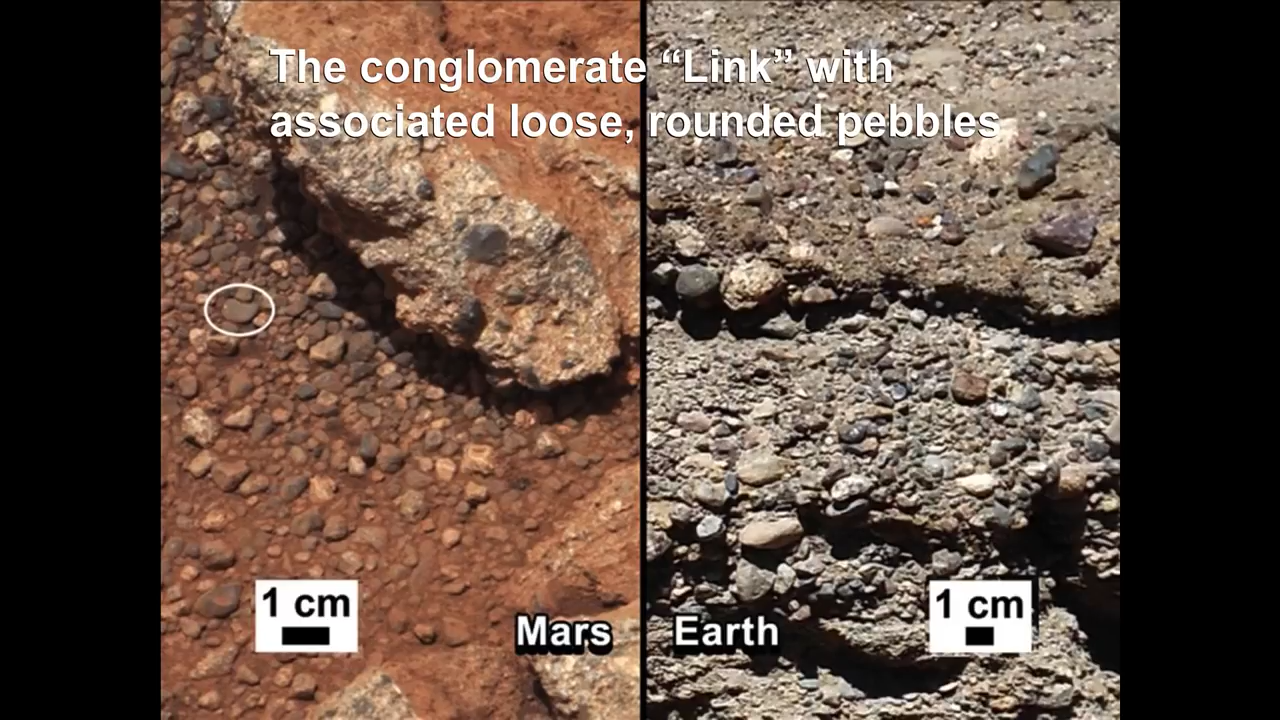 The conglomerate “Link” with
associated loose, rounded pebbles
1 cm
Mars
Earth
1 cm